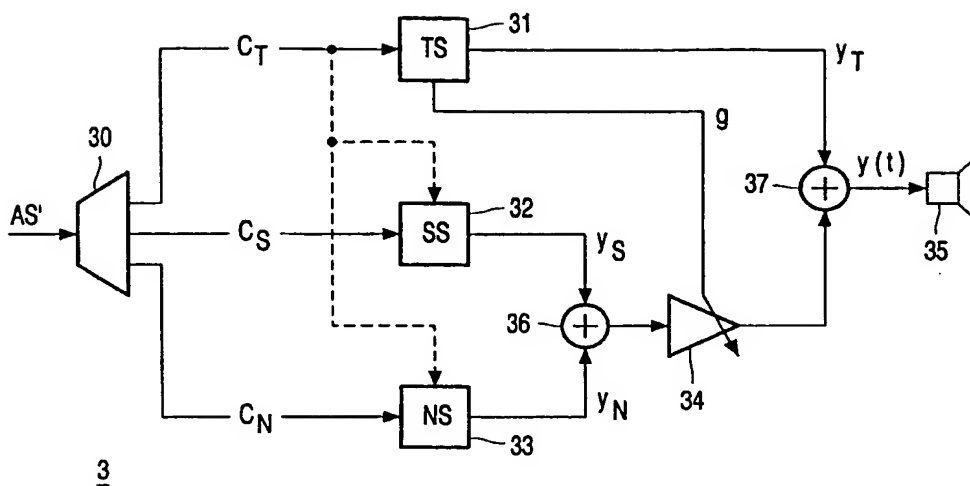 31
C_T
TS
y_T
30
g
37
+
y(t)
35
AS'
C_S
32
SS
y_S
36
+
34
C_N
NS
y_N
33
3